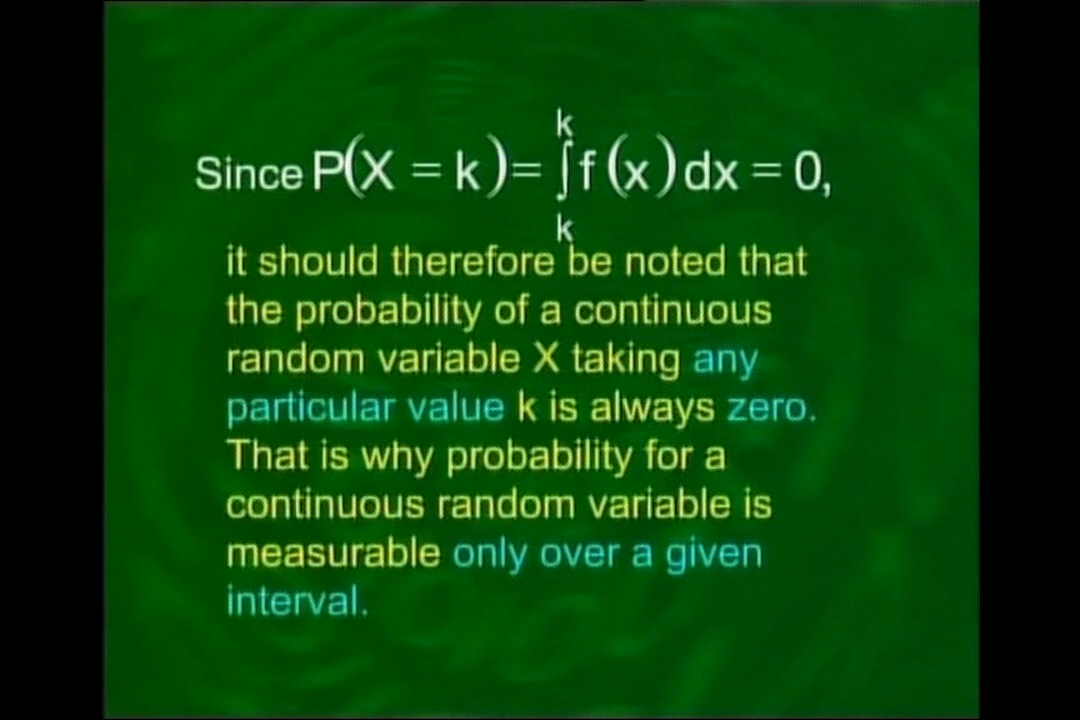 Since P(X = k) = ∫ₖᵏ f(x)dx = 0,
it should therefore be noted that
the probability of a continuous
random variable X taking any
particular value k is always zero.
That is why probability for a
continuous random variable is
measurable only over a given
interval.